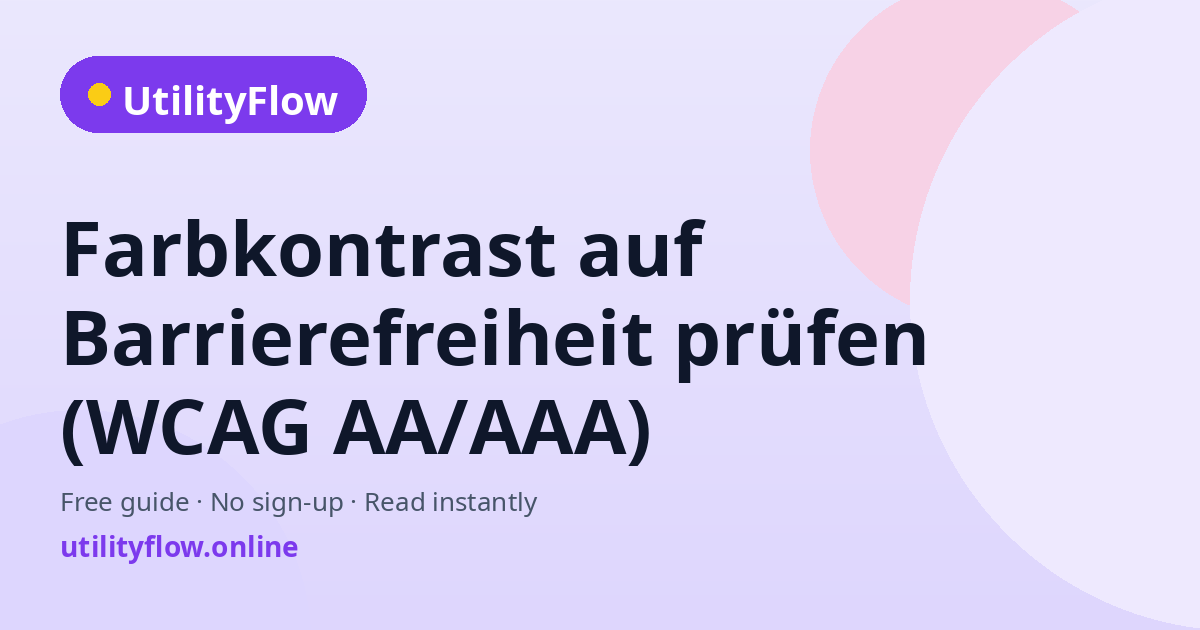 UtilityFlow
Farbkontrast auf
Barrierefreiheit prüfen
(WCAG AA/AAA)
Free guide · No sign-up · Read instantly
utilityflow.online